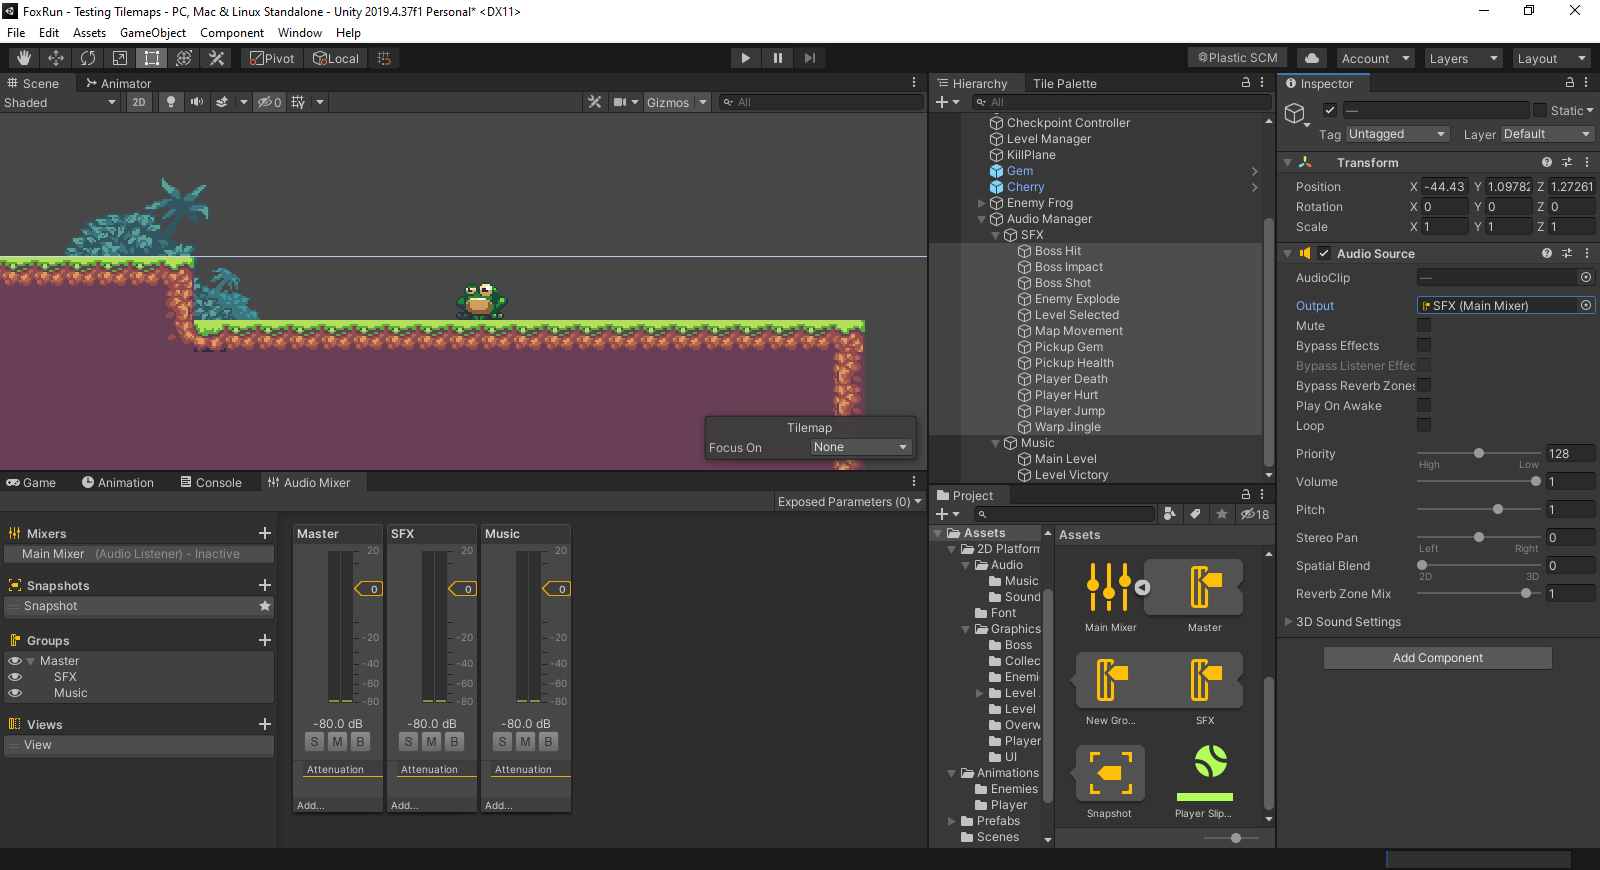 FoxRun - Testing Tilemaps - PC, Mac & Linux Standalone - Unity 2019.4.37f1 Personal* <DX11>
File Edit Assets GameObject Component Window Help
Pivot Local Plastic SCM Account Layers Layout
Scene Animator
Shaded 2D 0 Gizmos All
Tilemap
Focus On None
Hierarchy Tile Palette
All
Checkpoint Controller
Level Manager
KillPlane
Gem
Cherry
Enemy Frog
Audio Manager
SFX
Boss Hit
Boss Impact
Boss Shot
Enemy Explode
Level Selected
Map Movement
Pickup Gem
Pickup Health
Player Death
Player Hurt
Player Jump
Warp Jingle
Music
Main Level
Level Victory
Inspector
— Static
Tag Untagged Layer Default
Transform
Position X -44.43 Y 1.09782 Z 1.27261
Rotation X 0 Y 0 Z 0
Scale X 1 Y 1 Z 1
Audio Source
AudioClip —
Output SFX (Main Mixer)
Mute
Bypass Effects
Bypass Listener Effec
Bypass Reverb Zones
Play On Awake
Loop
Priority 128
High Low
Volume 1
Pitch 1
Stereo Pan 0
Left Right
Spatial Blend 0
2D 3D
Reverb Zone Mix 1
3D Sound Settings
Add Component
Game Animation Console Audio Mixer
Exposed Parameters (0)
Mixers
Main Mixer (Audio Listener) - Inactive
Snapshots
Snapshot
Groups
Master
SFX
Music
Views
View
Master SFX Music
20 20 20
0 0 0
-20 -20 -20
-40 -40 -40
-60 -60 -60
-80 -80 -80
-80.0 dB -80.0 dB -80.0 dB
S M B S M B S M B
Attenuation Attenuation Attenuation
Add... Add... Add...
Project
18
Assets
2D Platform
Audio
Music
Sound
Font
Graphics
Boss
Collec
Enemi
Level
Level
Overw
Player
UI
Animations
Enemies
Player
Prefabs
Scenes
Assets
Main Mixer Master
New Gro... SFX
Snapshot Player Slip...